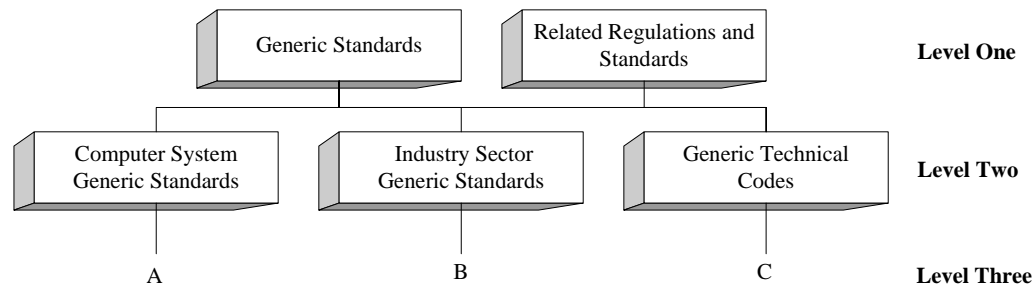 Generic Standards
Related Regulations and
Standards
Level One
Computer System
Generic Standards
Industry Sector
Generic Standards
Generic Technical
Codes
Level Two
A
B
C
Level Three